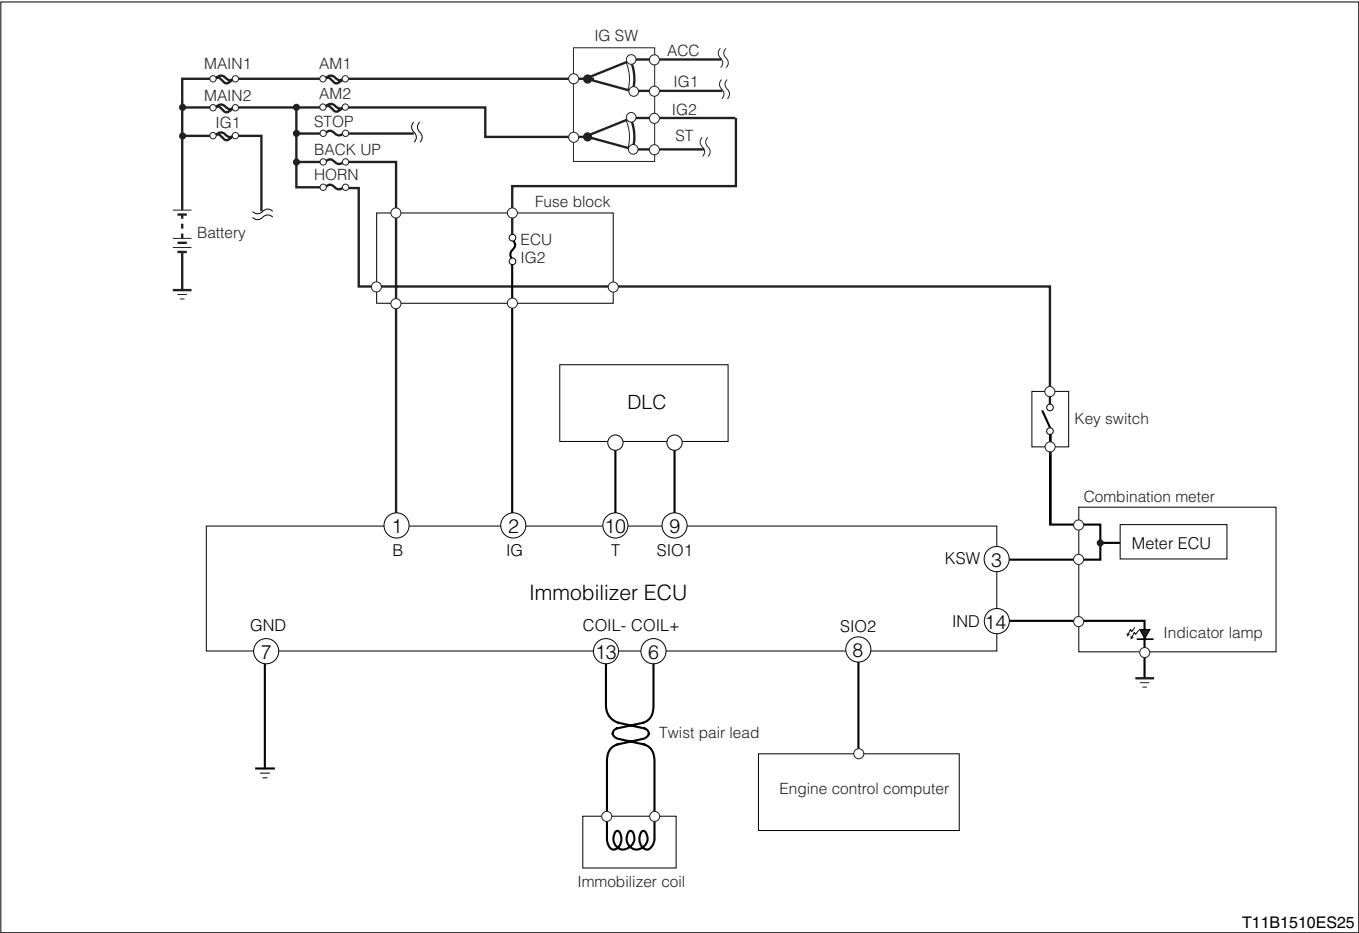 IG SW
MAIN1
AM1
ACC
IG1
MAIN2
AM2
IG2
IG1
STOP
ST
BACK UP
HORN
Fuse block
Battery
ECU
IG2
DLC
Key switch
Combination meter
1
2
10
9
B
IG
T
SIO1
Meter ECU
KSW
3
Immobilizer ECU
GND
COIL-
COIL+
SIO2
IND
14
Indicator lamp
7
13
6
8
Twist pair lead
Engine control computer
Immobilizer coil
T11B1510ES25